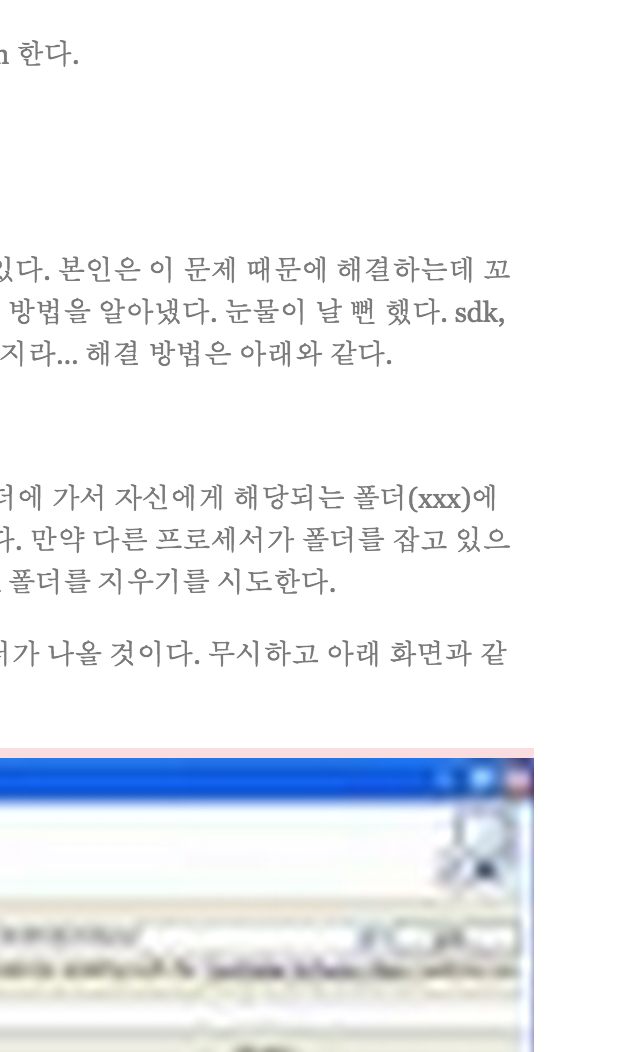 한다.
있다. 본인은 이 문제 때문에 해결하는데 꼬
방법을 알아냈다. 눈물이 날 뻔 했다. sdk,
지라... 해결 방법은 아래와 같다.
더에 가서 자신에게 해당되는 폴더(xxx)에
다. 만약 다른 프로세서가 폴더를 잡고 있으
폴더를 지우기를 시도한다.
러가 나올 것이다. 무시하고 아래 화면과 같